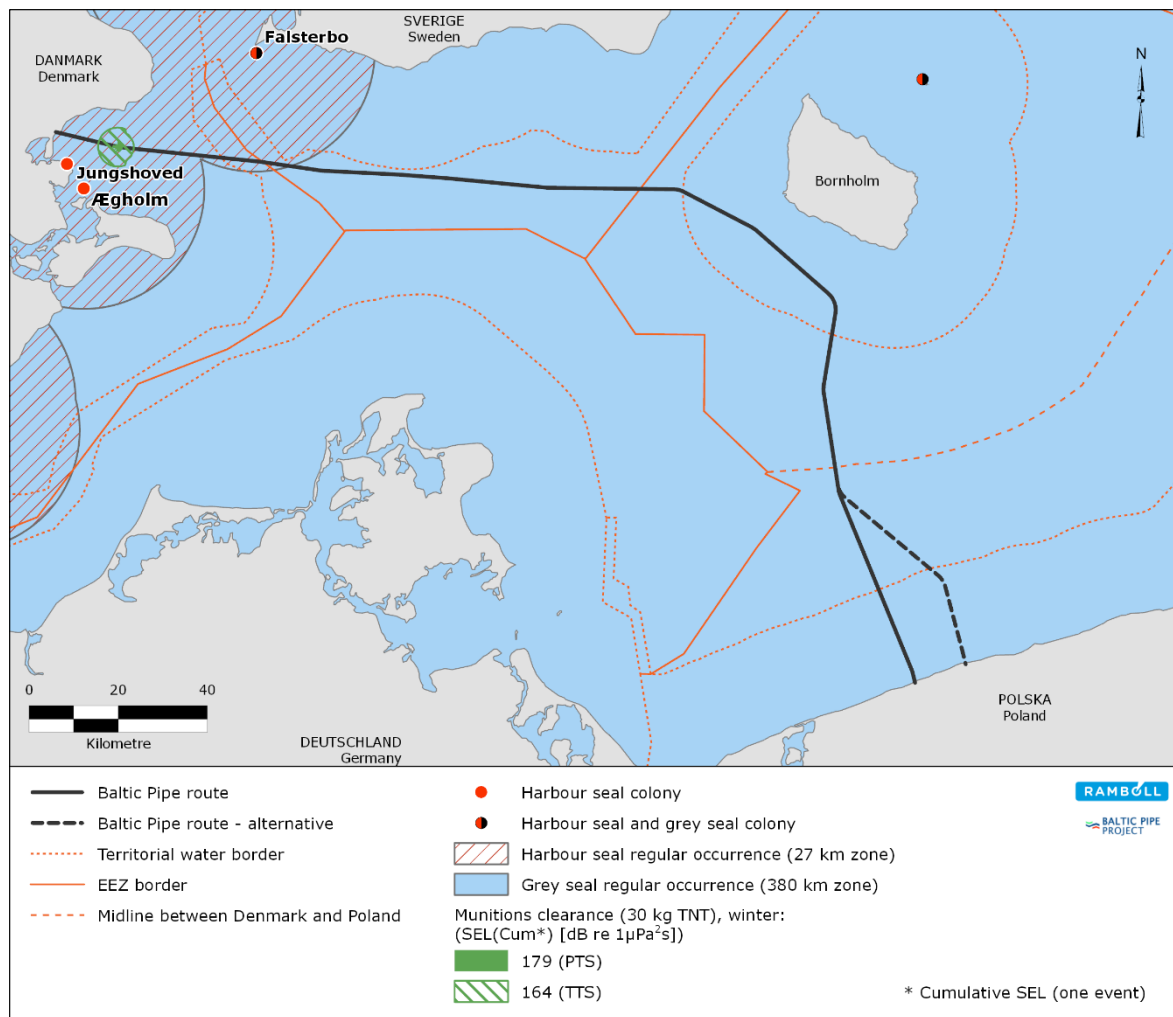 SVERIGE
Sweden
Falsterbo
DANMARK
Denmark
N
Jungshoved
Ægholm
Bornholm
0 20 40
Kilometre
DEUTSCHLAND
Germany
POLSKA
Poland
Baltic Pipe route
Baltic Pipe route - alternative
Territorial water border
EEZ border
Midline between Denmark and Poland
Harbour seal colony
Harbour seal and grey seal colony
Harbour seal regular occurrence (27 km zone)
Grey seal regular occurrence (380 km zone)
Munitions clearance (30 kg TNT), winter:
(SEL(Cum*) [dB re 1µPa²s])
179 (PTS)
164 (TTS)
RAMBOLL
BALTIC PIPE
PROJECT
* Cumulative SEL (one event)